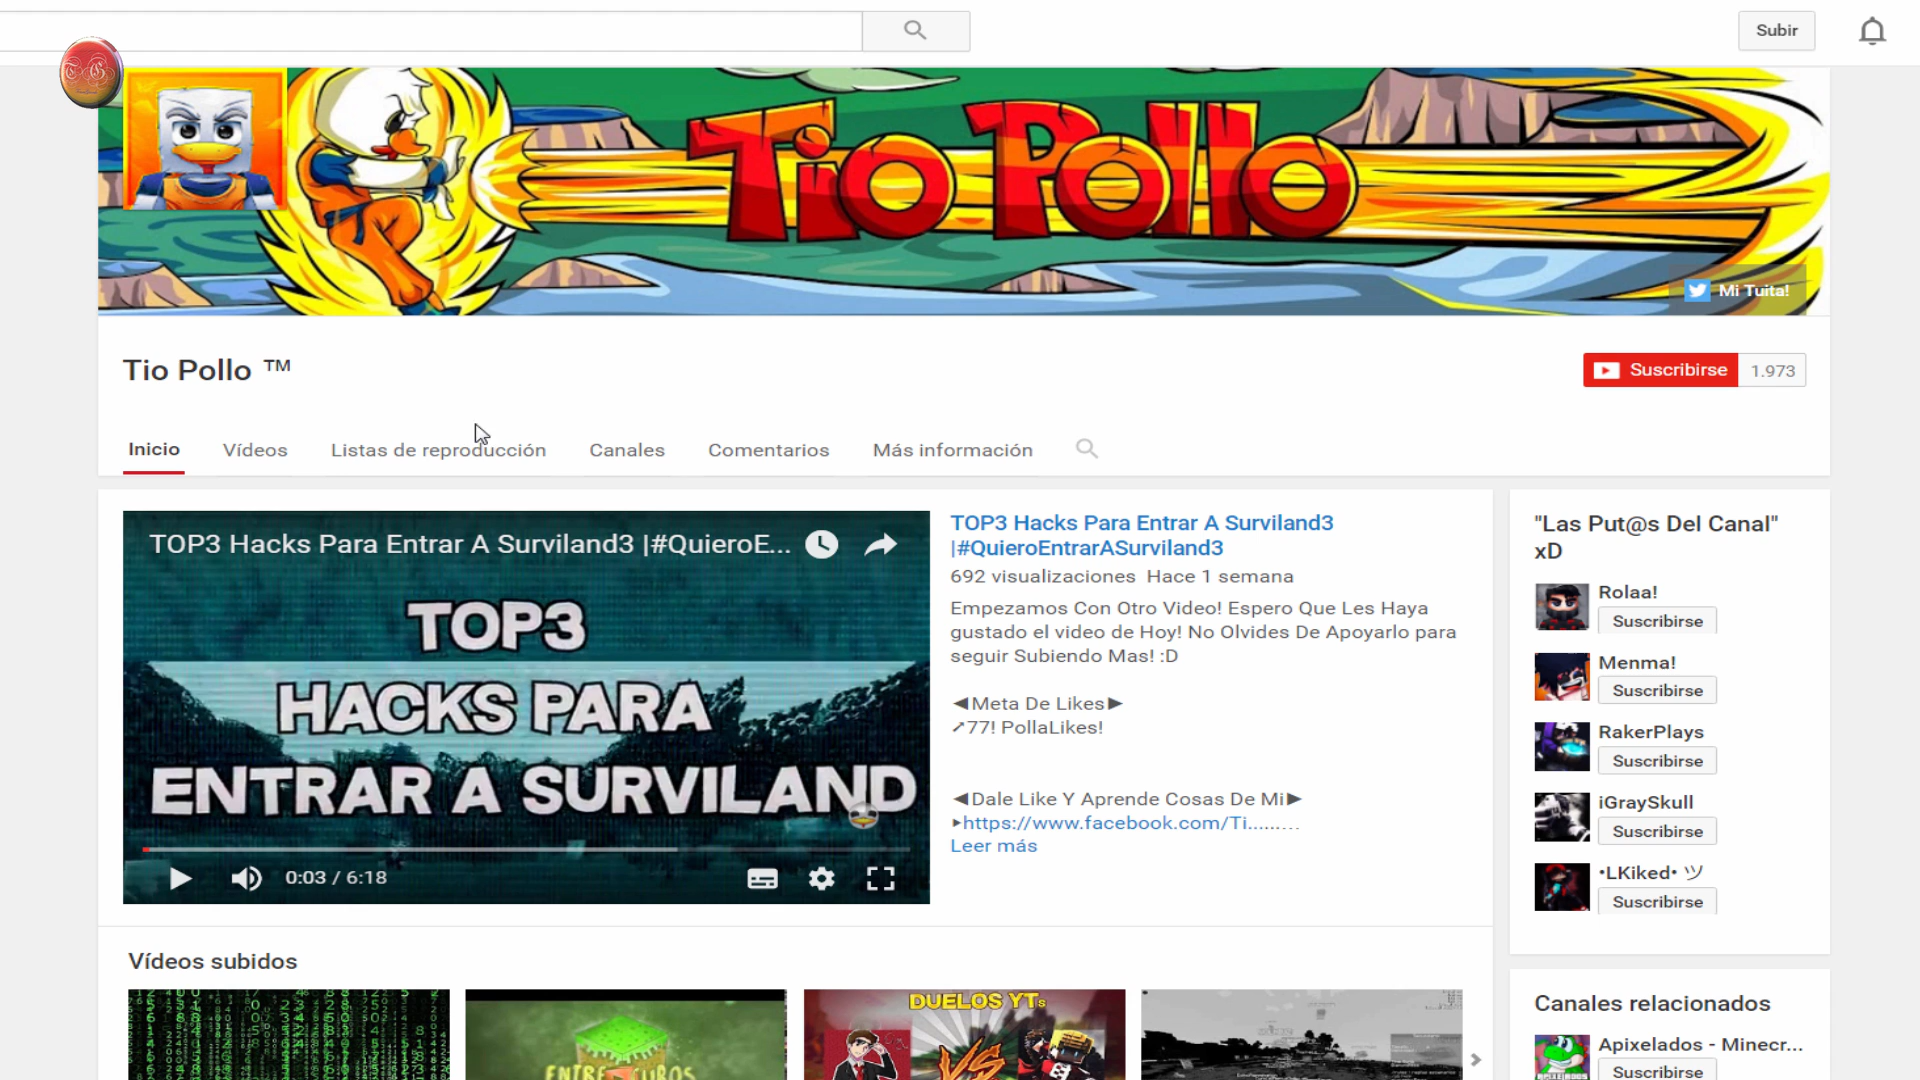 Subir
Tio Pollo
Mi Tuita!
Tio Pollo ™
Suscribirse 1.973
Inicio Vídeos Listas de reproducción Canales Comentarios Más información
TOP3 Hacks Para Entrar A Surviland3 |#QuieroE...
TOP3
HACKS PARA
ENTRAR A SURVILAND
0:03 / 6:18
TOP3 Hacks Para Entrar A Surviland3
|#QuieroEntrarASurviland3
692 visualizaciones Hace 1 semana
Empezamos Con Otro Video! Espero Que Les Haya
gustado el video de Hoy! No Olvides De Apoyarlo para
seguir Subiendo Mas! :D
◄Meta De Likes►
➚77! PollaLikes!
◄Dale Like Y Aprende Cosas De Mi►
‣https://www.facebook.com/Ti.........
Leer más
"Las Put@s Del Canal"
xD
Rolaa!
Suscribirse
Menma!
Suscribirse
RakerPlays
Suscribirse
iGraySkull
Suscribirse
•LKiked• ツ
Suscribirse
Vídeos subidos
DUELOS YTs
VS
ENTRE CUBOS
Canales relacionados
Apixelados - Minecr...
Suscribirse